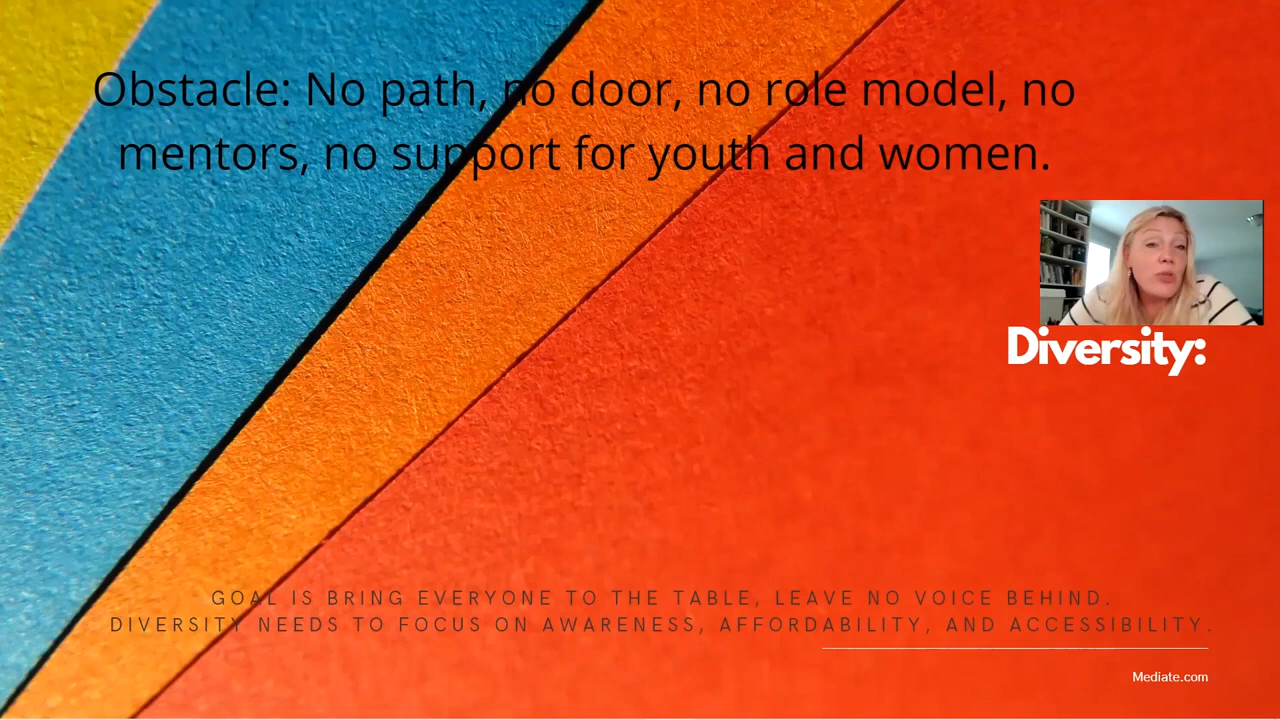 Obstacle: No path, no door, no role model, no
mentors, no support for youth and women.
Diversity:
GOAL IS BRING EVERYONE TO THE TABLE, LEAVE NO VOICE BEHIND.
DIVERSITY NEEDS TO FOCUS ON AWARENESS, AFFORDABILITY, AND ACCESSIBILITY.
Mediate.com